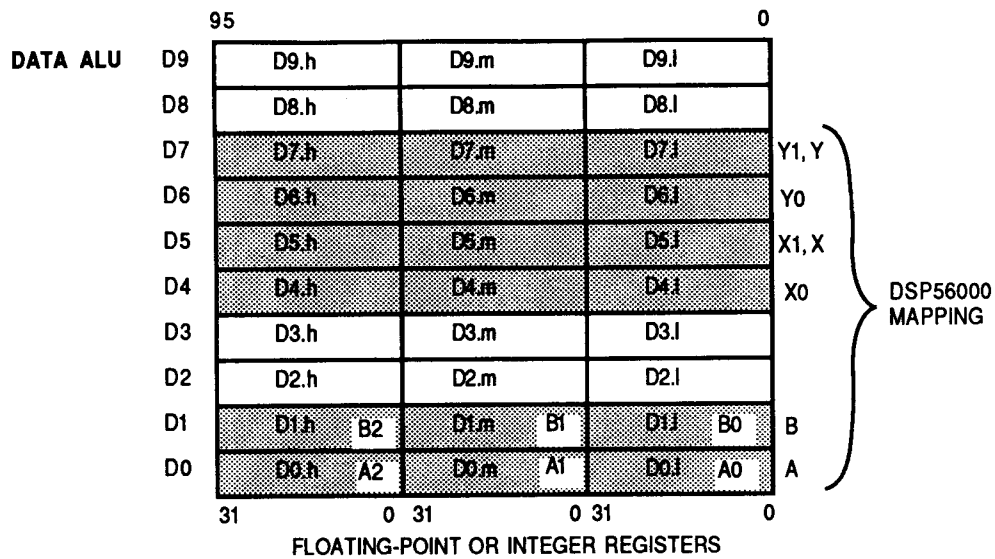 95 0
DATA ALU D9 D9.h D9.m D9.l
D8 D8.h D8.m D8.l
D7 D7.h D7.m D7.l Y1, Y
D6 D6.h D6.m D6.l Y0
D5 D5.h D5.m D5.l X1, X
D4 D4.h D4.m D4.l X0
DSP56000
MAPPING
D3 D3.h D3.m D3.l
D2 D2.h D2.m D2.l
D1 D1.h B2 D1.m B1 D1.l B0 B
D0 D0.h A2 D0.m A1 D0.l A0 A
31 0 31 0 31 0
FLOATING-POINT OR INTEGER REGISTERS